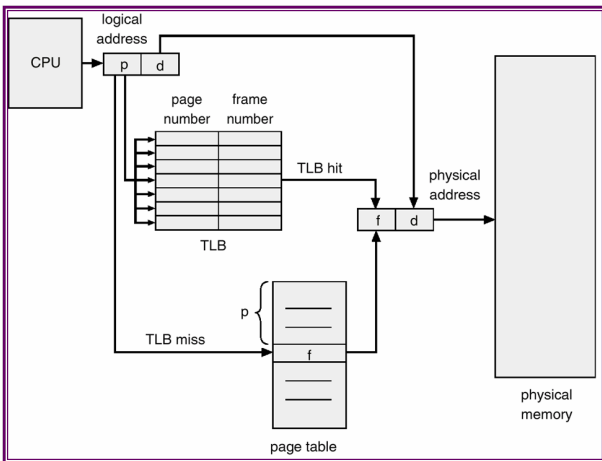 logical
address
CPU
p d
page
number
frame
number
TLB hit
physical
address
f d
TLB
p
TLB miss
f
physical
memory
page table